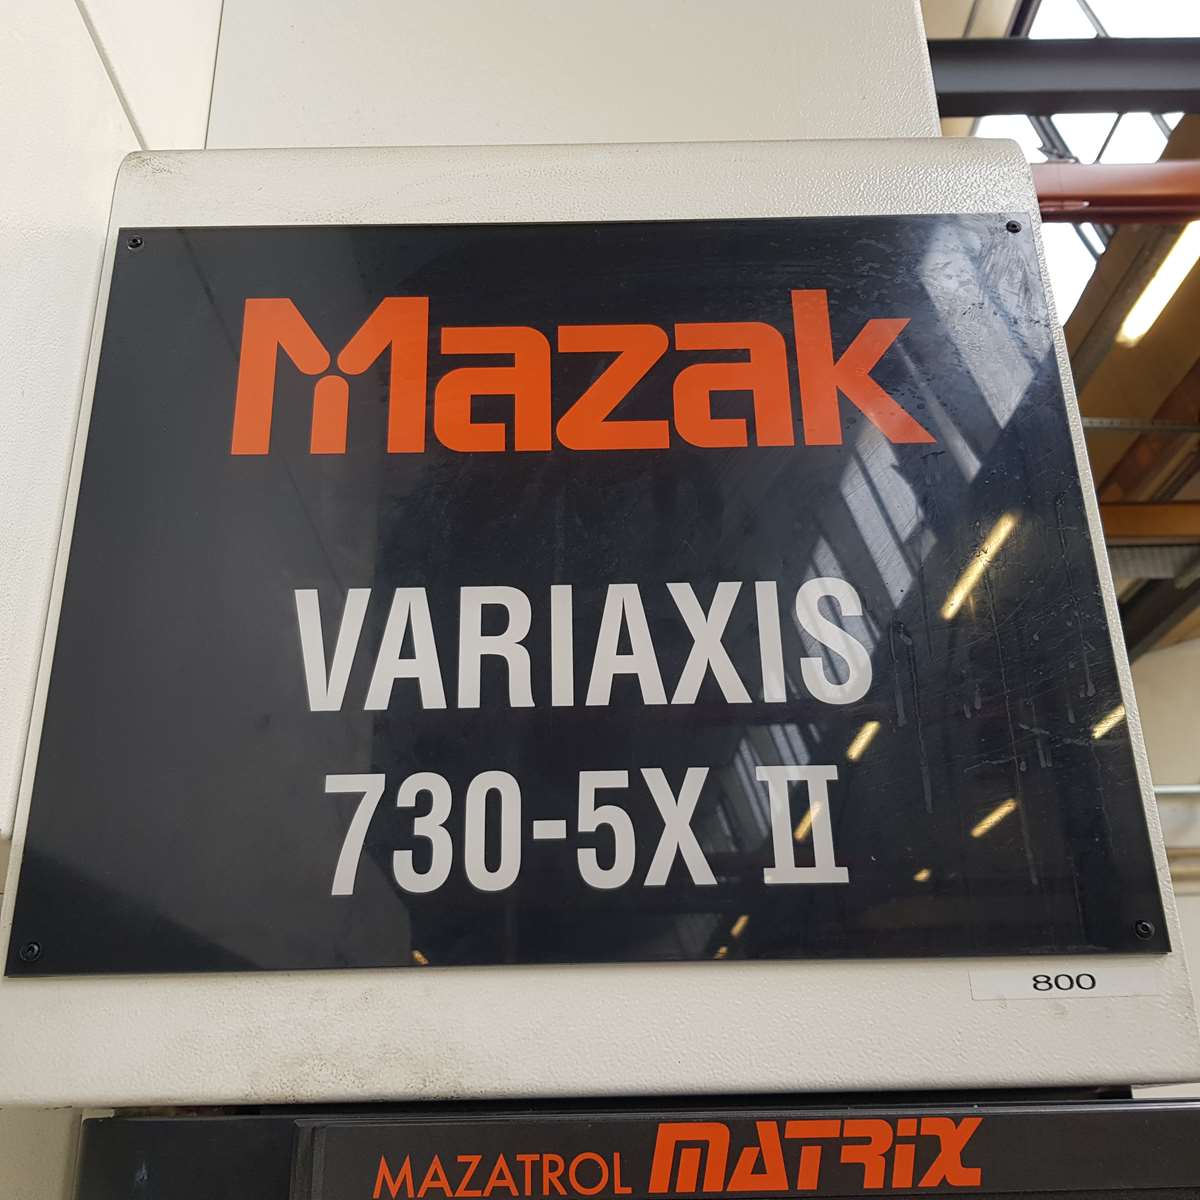 Mazak
VARIAXIS
730-5X II
800
MAZATROL MATRIX